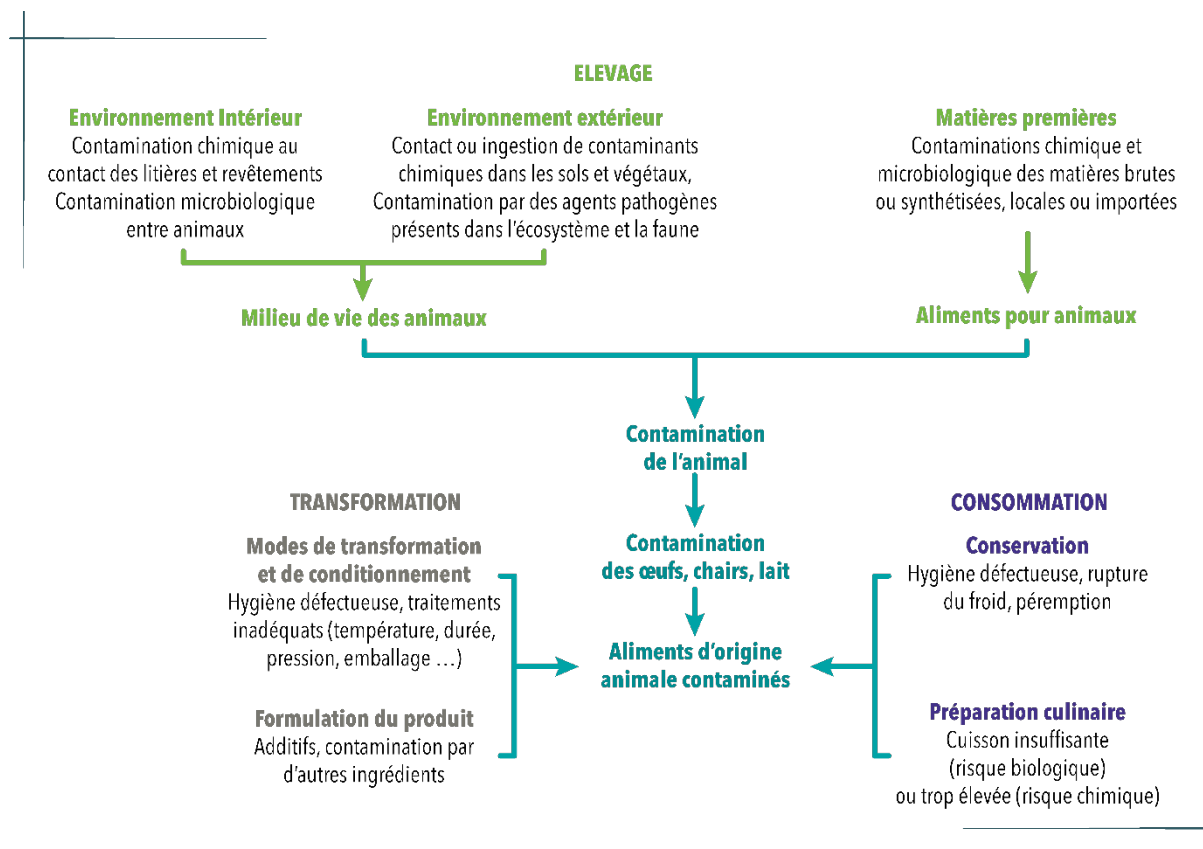 ELEVAGE
Environnement Intérieur
Contamination chimique au
contact des litières et revêtements
Contamination microbiologique
entre animaux
Environnement extérieur
Contact ou ingestion de contaminants
chimiques dans les sols et végétaux,
Contamination par des agents pathogènes
présents dans l'écosystème et la faune
Matières premières
Contaminations chimique et
microbiologique des matières brutes
ou synthétisées, locales ou importées
Milieu de vie des animaux
Aliments pour animaux
Contamination
de l'animal
TRANSFORMATION
Modes de transformation
et de conditionnement
Hygiène défectueuse, traitements
inadéquats (température, durée,
pression, emballage …)
Formulation du produit
Additifs, contamination par
d'autres ingrédients
Contamination
des œufs, chairs, lait
Aliments d'origine
animale contaminés
CONSOMMATION
Conservation
Hygiène défectueuse, rupture
du froid, péremption
Préparation culinaire
Cuisson insuffisante
(risque biologique)
ou trop élevée (risque chimique)